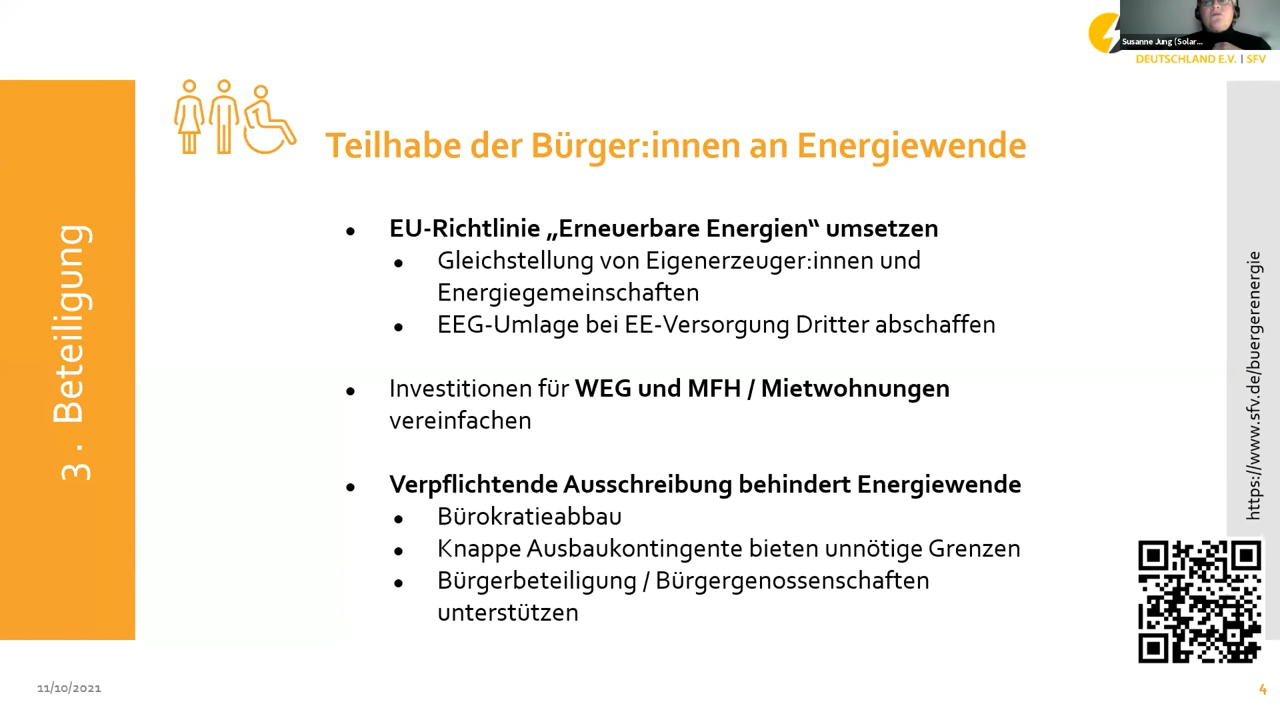 Susanne Jung (Solar...
DEUTSCHLAND E.V. | SFV
3. Beteiligung
Teilhabe der Bürger:innen an Energiewende
• EU-Richtlinie „Erneuerbare Energien“ umsetzen
• Gleichstellung von Eigenerzeuger:innen und
Energiegemeinschaften
• EEG-Umlage bei EE-Versorgung Dritter abschaffen
• Investitionen für WEG und MFH / Mietwohnungen
vereinfachen
• Verpflichtende Ausschreibung behindert Energiewende
• Bürokratieabbau
• Knappe Ausbaukontingente bieten unnötige Grenzen
• Bürgerbeteiligung / Bürgergenossenschaften
unterstützen
https://www.sfv.de/buergerenergie
11/10/2021
4